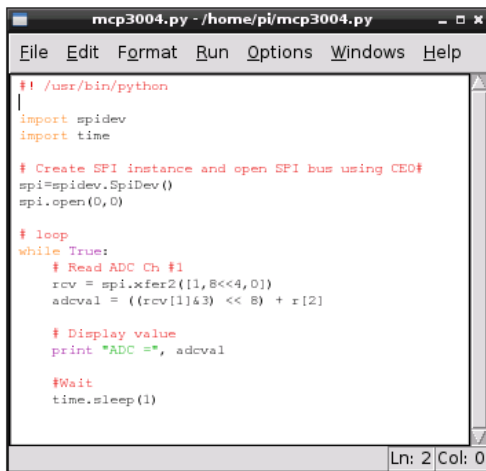 mcp3004.py - /home/pi/mcp3004.py
File Edit Format Run Options Windows Help
#! /usr/bin/python
import spidev
import time
# Create SPI instance and open SPI bus using CEO#
spi=spidev.SpiDev()
spi.open(0,0)
# loop
while True:
    # Read ADC Ch #1
    rcv = spi.xfer2([1,8<<4,0])
    adcval = ((rcv[1]&3) << 8) + r[2]
    # Display value
    print "ADC =", adcval
    #Wait
    time.sleep(1)
Ln: 2 Col: 0